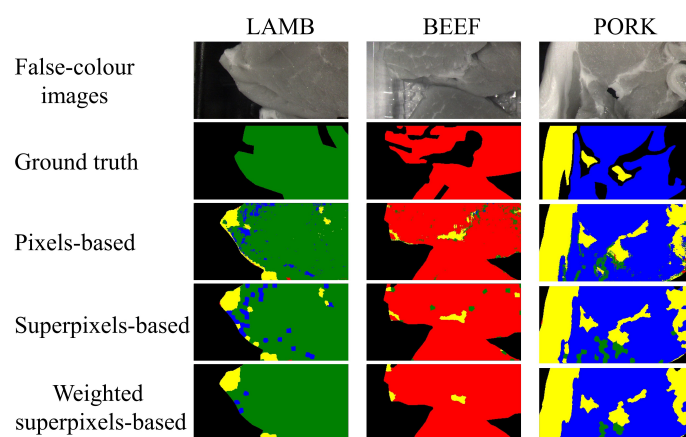 LAMB BEEF PORK
False-colour
images
Ground truth
Pixels-based
Superpixels-based
Weighted
superpixels-based